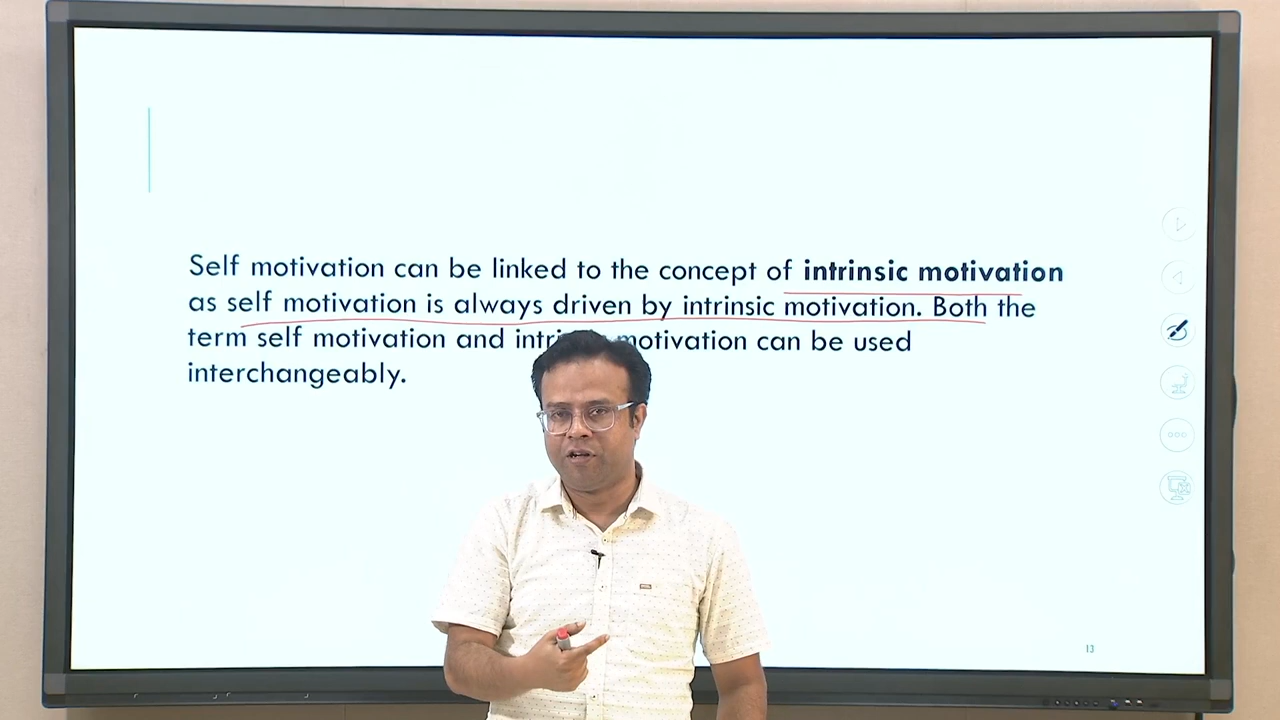 Self motivation can be linked to the concept of intrinsic motivation
as self motivation is always driven by intrinsic motivation. Both the
term self motivation and motivation can be used
interchangeably.
13